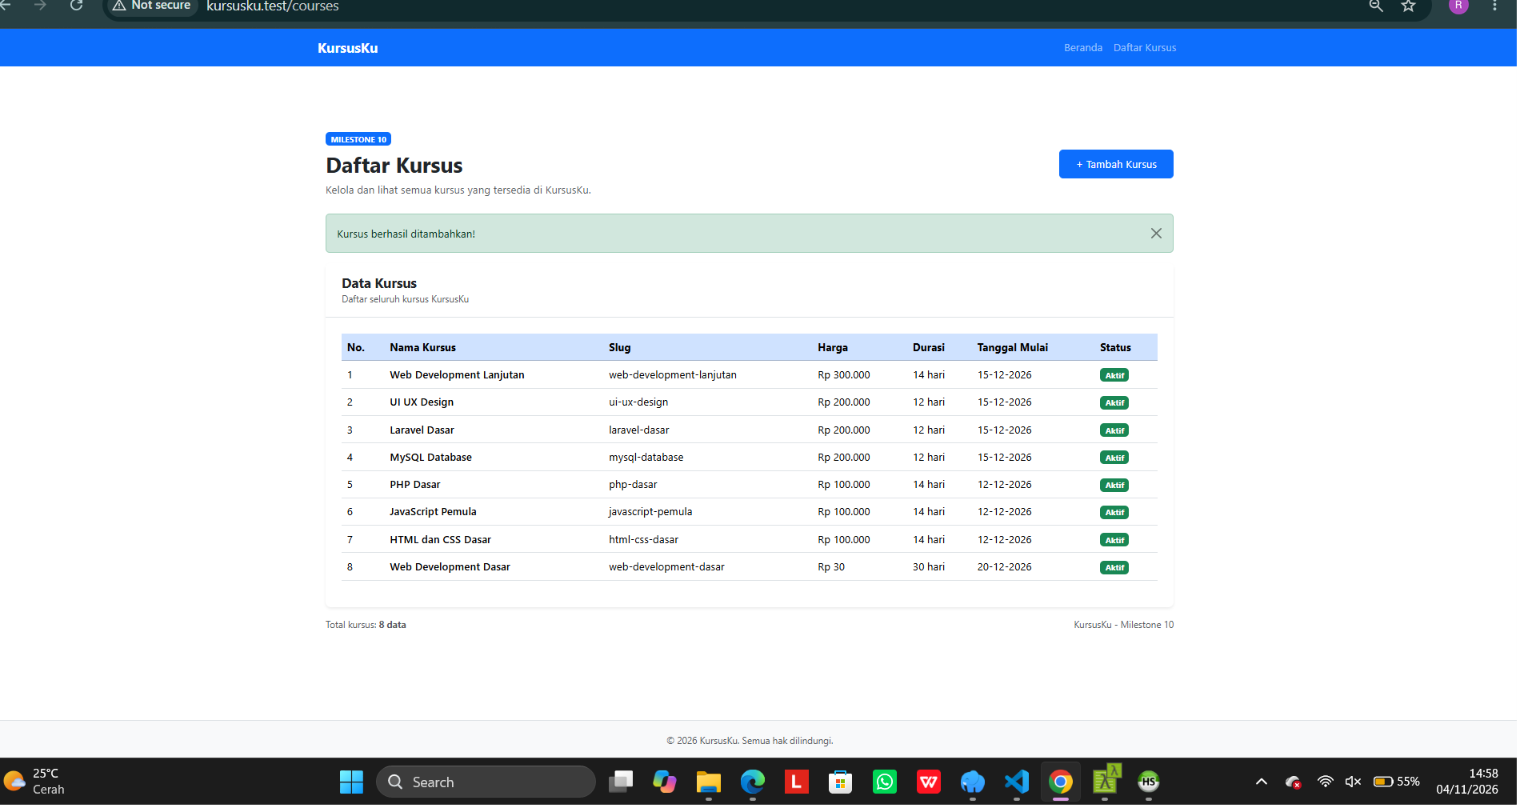 Not secure kursusku.test/courses R
KursusKu Beranda Daftar Kursus
MILESTONE 10
Daftar Kursus
+ Tambah Kursus
Kelola dan lihat semua kursus yang tersedia di KursusKu.
Kursus berhasil ditambahkan!
Data Kursus
Daftar seluruh kursus KursusKu
No. Nama Kursus Slug Harga Durasi Tanggal Mulai Status
1 Web Development Lanjutan web-development-lanjutan Rp 300.000 14 hari 15-12-2026 Aktif
2 UI UX Design ui-ux-design Rp 200.000 12 hari 15-12-2026 Aktif
3 Laravel Dasar laravel-dasar Rp 200.000 12 hari 15-12-2026 Aktif
4 MySQL Database mysql-database Rp 200.000 12 hari 15-12-2026 Aktif
5 PHP Dasar php-dasar Rp 100.000 14 hari 12-12-2026 Aktif
6 JavaScript Pemula javascript-pemula Rp 100.000 14 hari 12-12-2026 Aktif
7 HTML dan CSS Dasar html-css-dasar Rp 100.000 14 hari 12-12-2026 Aktif
8 Web Development Dasar web-development-dasar Rp 30 30 hari 20-12-2026 Aktif
Total kursus: 8 data KursusKu - Milestone 10
© 2026 KursusKu. Semua hak dilindungi.
25°C
Cerah
Search
L
W
HS
55%
14:58
04/11/2026